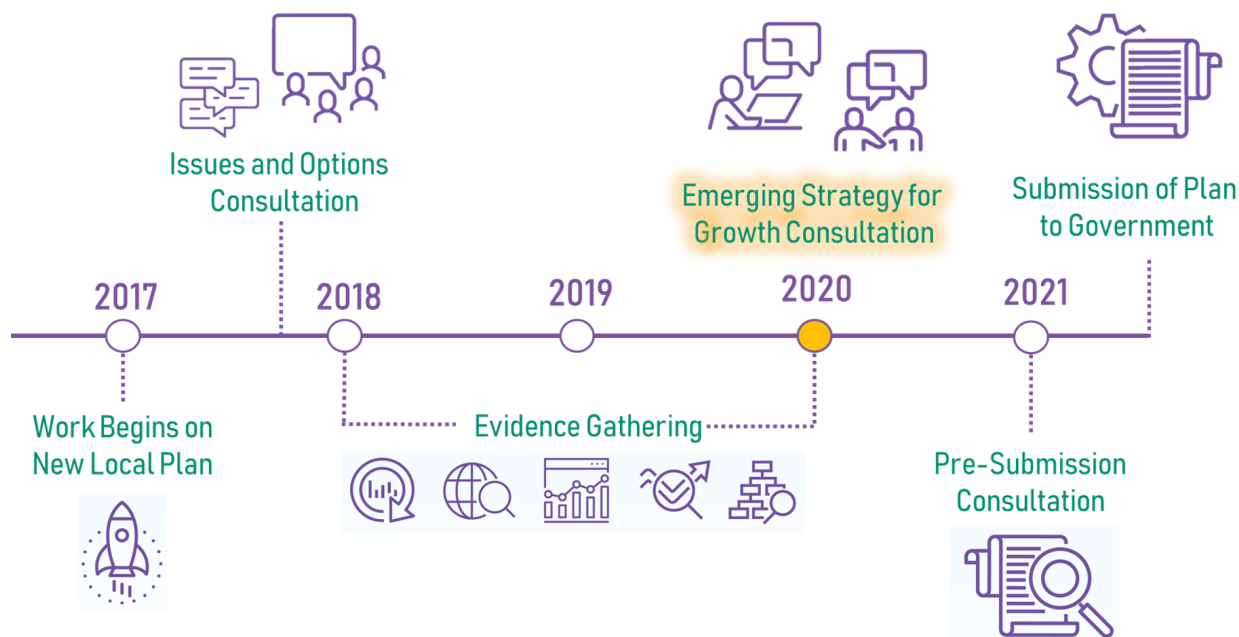 Issues and Options
Consultation
Emerging Strategy for
Growth Consultation
Submission of Plan
to Government
2017
2018
2019
2020
2021
Work Begins on
New Local Plan
Evidence Gathering
Pre-Submission
Consultation